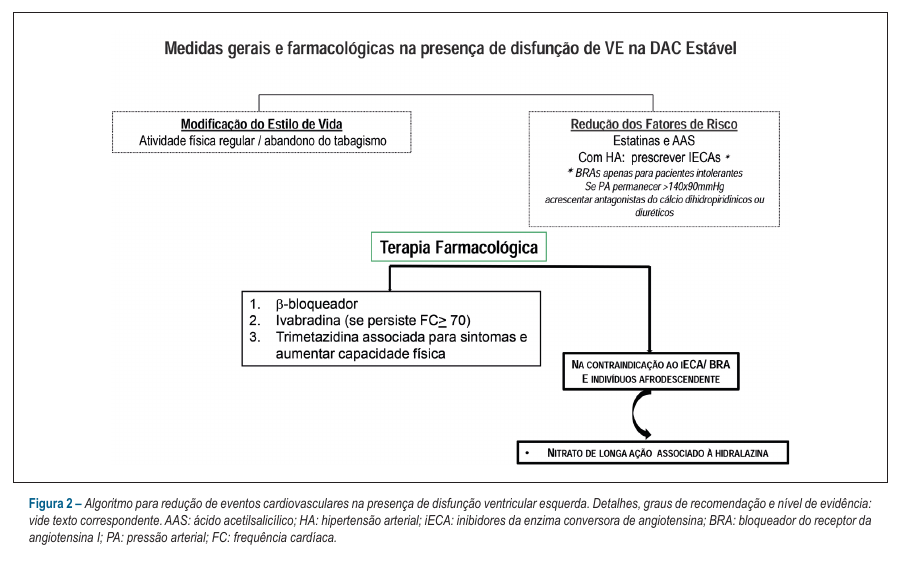 Medidas gerais e farmacológicas na presença de disfunção de VE na DAC Estável
Modificação do Estilo de Vida
Atividade física regular / abandono do tabagismo
Redução dos Fatores de Risco
Estatinas e AAS
Com HA: prescrever IECAs *
* BRAs apenas para pacientes intolerantes
Se PA permanecer >140x90mmHg
acrescentar antagonistas do cálcio dihidropiridínicos ou
diuréticos
Terapia Farmacológica
1. β-bloqueador
2. Ivabradina (se persiste FC≥ 70)
3. Trimetazidina associada para sintomas e
aumentar capacidade física
NA CONTRAINDICAÇÃO AO IECA/ BRA
E INDIVÍDUOS AFRODESCENDENTE
• NITRATO DE LONGA AÇÃO ASSOCIADO À HIDRALAZINA
Figura 2 – Algoritmo para redução de eventos cardiovasculares na presença de disfunção ventricular esquerda. Detalhes, graus de recomendação e nível de evidência:
vide texto correspondente. AAS: ácido acetilsalicílico; HA: hipertensão arterial; iECA: inibidores da enzima conversora de angiotensina; BRA: bloqueador do receptor da
angiotensina I; PA: pressão arterial; FC: frequência cardíaca.